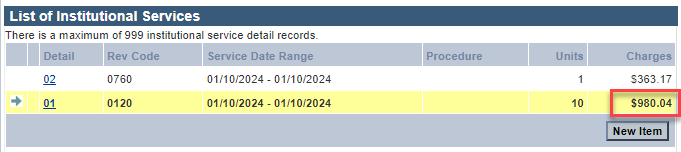 List of Institutional Services
There is a maximum of 999 institutional service detail records.
Detail Rev Code Service Date Range Procedure Units Charges
02 0760 01/10/2024 - 01/10/2024 1 $363.17
01 0120 01/10/2024 - 01/10/2024 10 $980.04
New Item